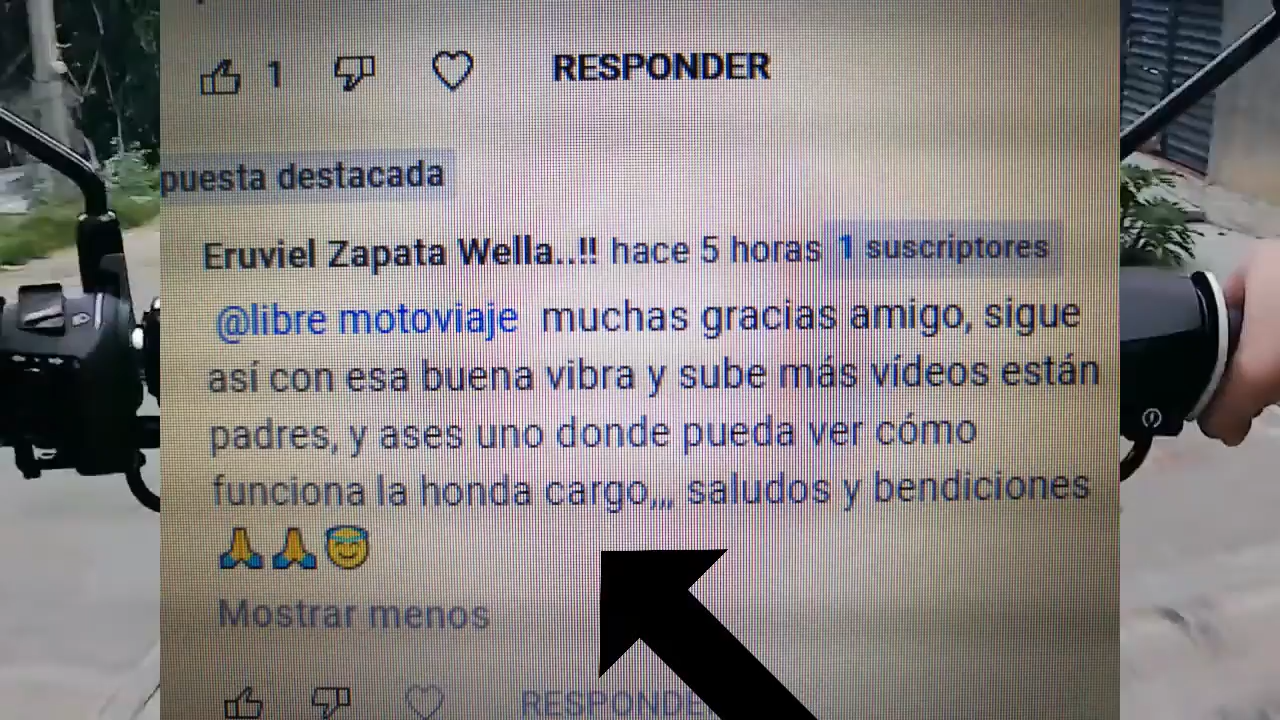 1 RESPONDER
puesta destacada
Eruviel Zapata Wella..!! hace 5 horas 1 suscriptores
@libre motoviaje muchas gracias amigo, sigue
así con esa buena vibra y sube más vídeos están
padres, y ases uno donde pueda ver cómo
funciona la honda cargo,,, saludos y bendiciones
🙏🙏😇
Mostrar menos
RESPONDE